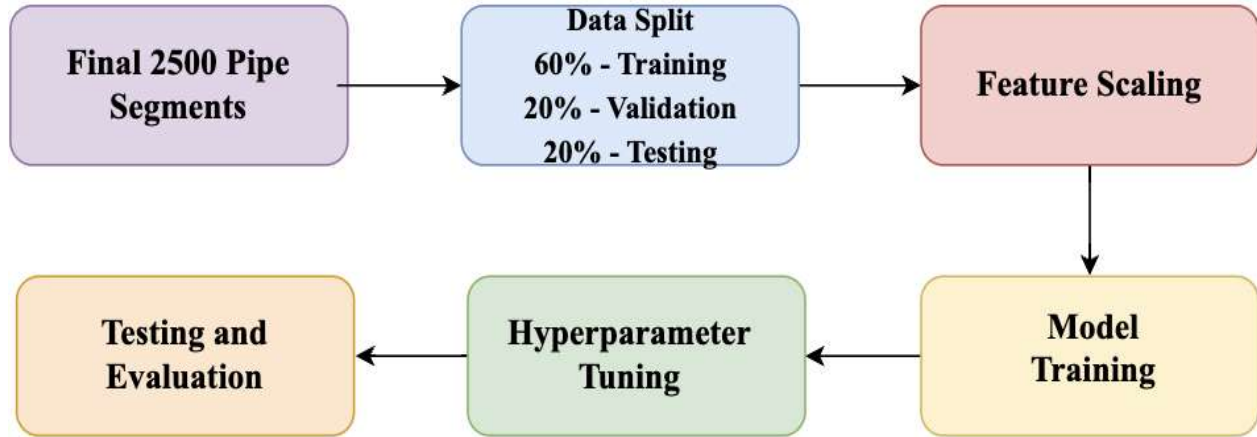 Final 2500 Pipe
Segments
Data Split
60% - Training
20% - Validation
20% - Testing
Feature Scaling
Model
Training
Hyperparameter
Tuning
Testing and
Evaluation